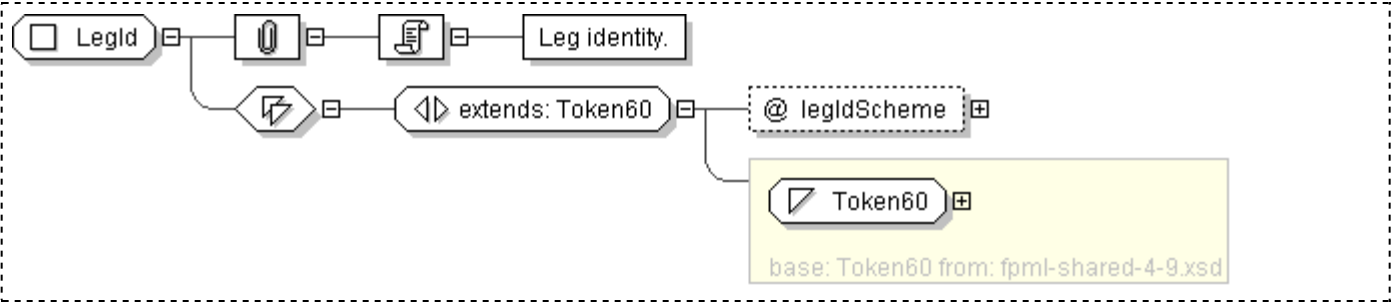 LegId
Leg identity.
extends: Token60
@ legIdScheme
Token60
base: Token60 from: fpml-shared-4-9.xsd